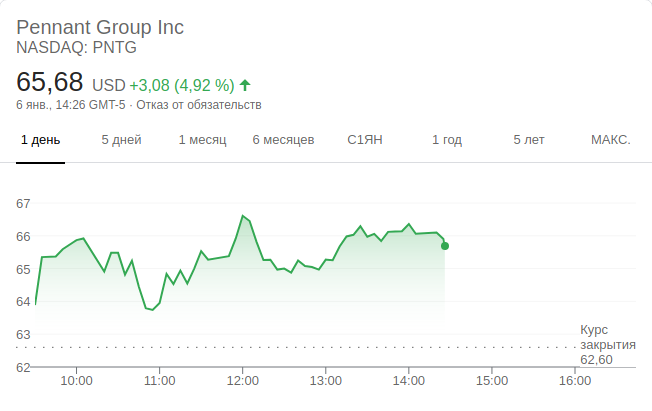 Pennant Group Inc
NASDAQ: PNTG
65,68 USD +3,08 (4,92 %)
6 янв., 14:26 GMT-5 · Отказ от обязательств
1 день 5 дней 1 месяц 6 месяцев С1ЯН 1 год 5 лет МАКС.
67
66
65
64
63
62
Курс
закрытия
62,60
10:00 11:00 12:00 13:00 14:00 15:00 16:00